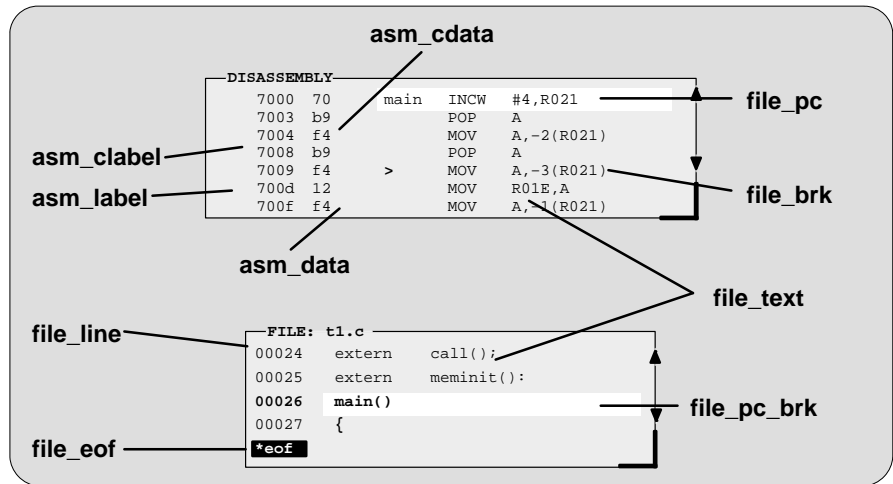 asm_cdata
DISASSEMBLY
7000 70 main INCW #4,R021
file_pc
7003 b9 POP A
7004 f4 MOV A,–2(R021)
asm_clabel
7008 b9 POP A
7009 f4 > MOV A,–3(R021)
file_brk
asm_label
700d 12 MOV R01E,A
700f f4 MOV A,–1(R021)
asm_data
file_text
file_line
FILE: t1.c
00024 extern call();
00025 extern meminit():
00026 main()
file_pc_brk
00027 {
file_eof
*eof